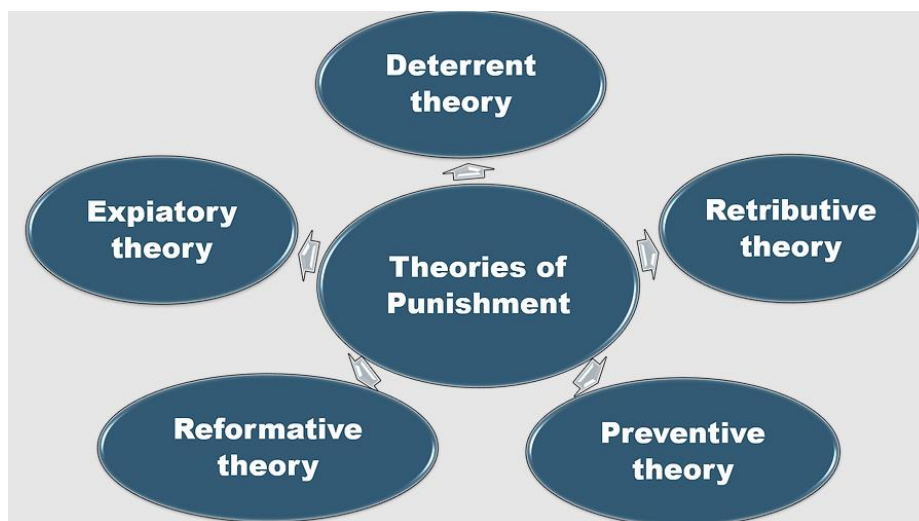 Deterrent
theory
Expiatory
theory
Retributive
theory
Theories of
Punishment
Reformative
theory
Preventive
theory